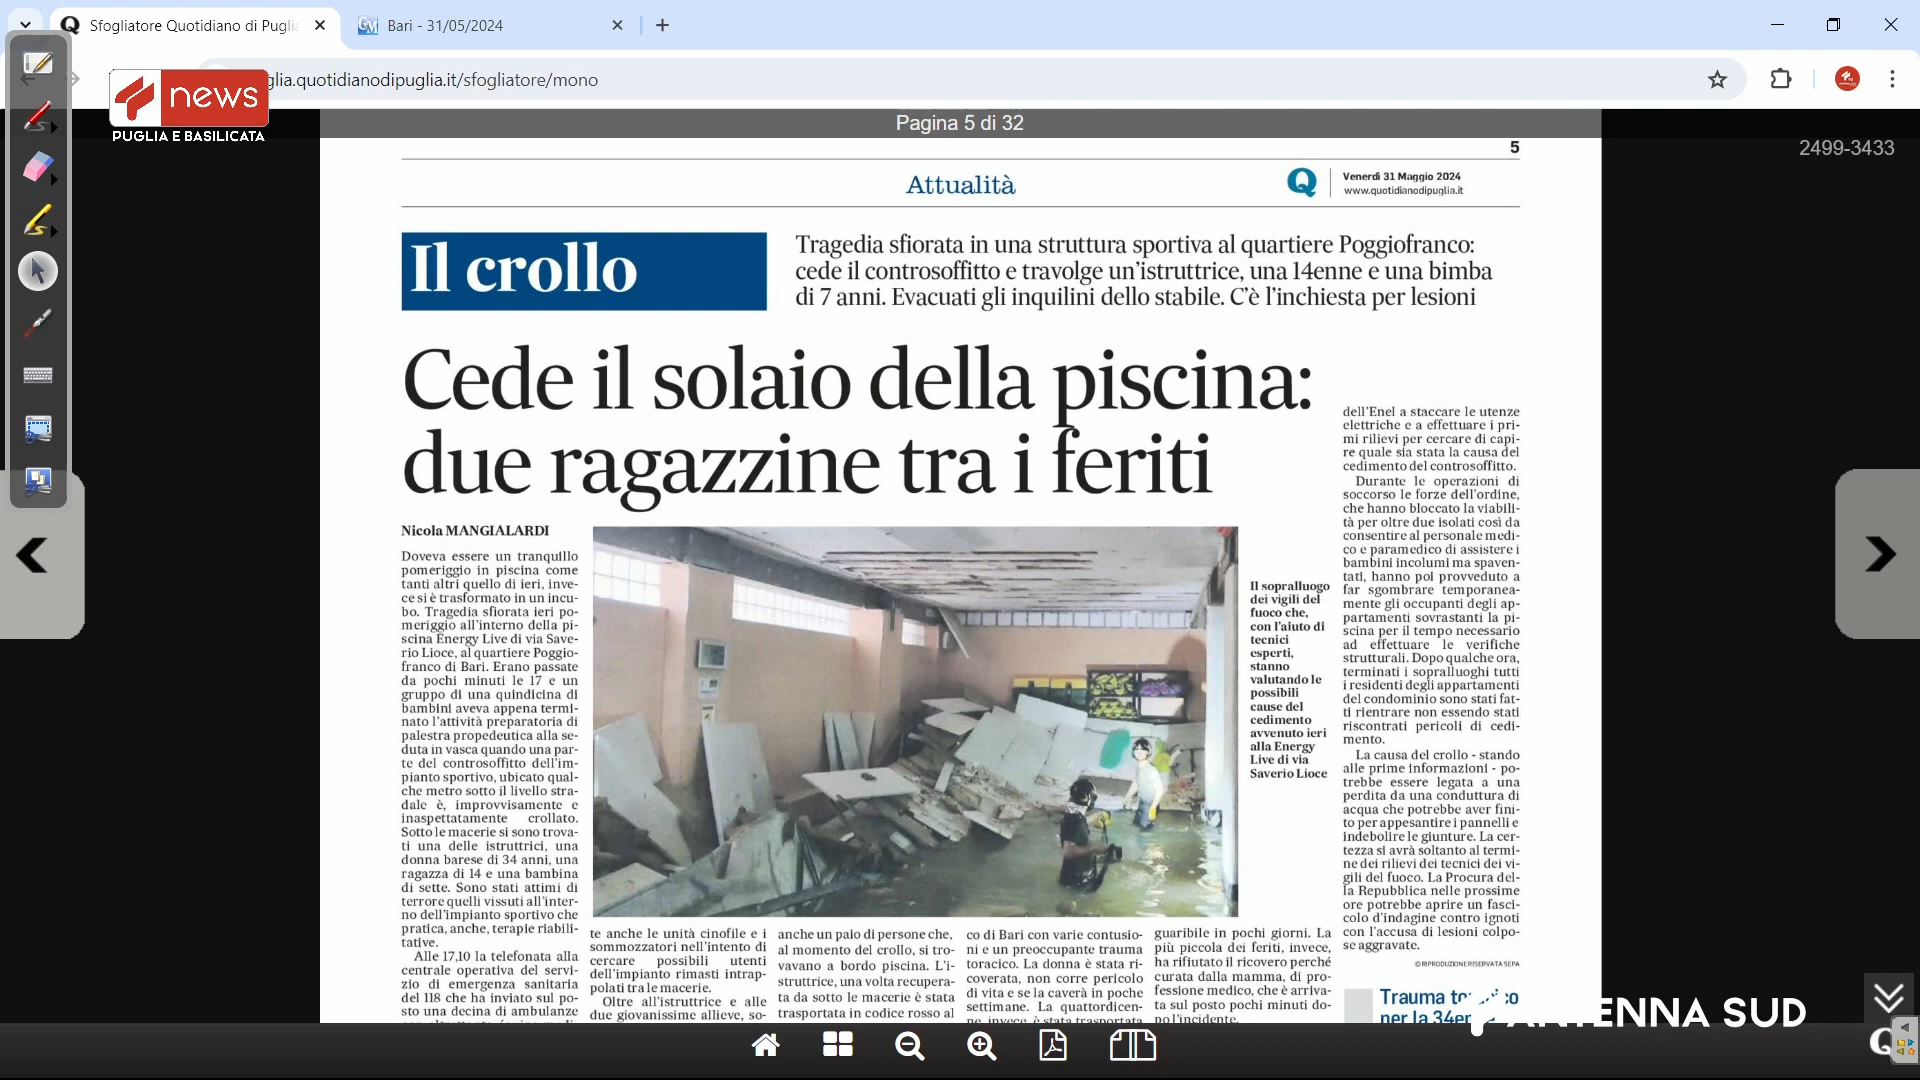 Sfogliatore Quotidiano di Pugli
Bari - 31/05/2024
glia.quotidianodipuglia.it/sfogliatore/mono
news
PUGLIA E BASILICATA
Pagina 5 di 32
2499-3433
5
Attualità
Q
Venerdì 31 Maggio 2024
www.quotidianodipuglia.it
Il crollo
Tragedia sfiorata in una struttura sportiva al quartiere Poggiofranco:
cede il controsoffitto e travolge un'istruttrice, una 14enne e una bimba
di 7 anni. Evacuati gli inquilini dello stabile. C'è l'inchiesta per lesioni
Cede il solaio della piscina:
due ragazzine tra i feriti
Nicola MANGIALARDI
Doveva essere un tranquillo
pomeriggio in piscina come
tanti altri quello di ieri, inve-
ce si è trasformato in un incu-
bo. Tragedia sfiorata ieri po-
meriggio all'interno della pi-
scina Energy Live di via Save-
rio Lioce, al quartiere Poggio-
franco di Bari. Erano passate
da pochi minuti le 17 e un
gruppo di una quindicina di
bambini aveva appena termi-
nato l'attività preparatoria di
palestra propedeutica alla se-
duta in vasca quando una par-
te del controsoffitto dell'im-
pianto sportivo, ubicato qual-
che metro sotto il livello stra-
dale è, improvvisamente e
inaspettatamente crollato.
Sotto le macerie si sono trova-
ti una delle istruttrici, una
donna barese di 34 anni, una
ragazza di 14 e una bambina
di sette. Sono stati attimi di
terrore quelli vissuti all'inter-
no dell'impianto sportivo che
pratica, anche, terapie riabili-
tative.
Alle 17,10 la telefonata alla
centrale operativa del servi-
zio di emergenza sanitaria
del 118 che ha inviato sul po-
sto una decina di ambulanze
te anche le unità cinofile e i
sommozzatori nell'intento di
cercare possibili utenti
dell'impianto rimasti intrap-
polati tra le macerie.
Oltre all'istruttrice e alle
due giovanissime allieve, so-
anche un paio di persone che,
al momento del crollo, si tro-
vavano a bordo piscina. L'i-
struttrice, una volta recupera-
ta da sotto le macerie è stata
trasportata in codice rosso al
co di Bari con varie contusio-
ni e un preoccupante trauma
toracico. La donna è stata ri-
coverata, non corre pericolo
di vita e se la caverà in poche
settimane. La quattordicen-
ne, invece, è stata trasportata
guaribile in pochi giorni. La
più piccola dei feriti, invece,
ha rifiutato il ricovero perché
curata dalla mamma, di pro-
fessione medico, che è arriva-
ta sul posto pochi minuti do-
po l'incidente.
Il sopralluogo
dei vigili del
fuoco che,
con l'aiuto di
tecnici
esperti,
stanno
valutando le
possibili
cause del
cedimento
avvenuto ieri
alla Energy
Live di via
Saverio Lioce
dell'Enel a staccare le utenze
elettriche e a effettuare i pri-
mi rilievi per cercare di capi-
re quale sia stata la causa del
cedimento del controsoffitto.
Durante le operazioni di
soccorso le forze dell'ordine,
che hanno bloccato la viabili-
tà per oltre due isolati così da
consentire al personale medi-
co e paramedico di assistere i
bambini incolumi ma spaven-
tati, hanno poi provveduto a
far sgombrare temporanea-
mente gli occupanti degli ap-
partamenti sovrastanti la pi-
scina per il tempo necessario
ad effettuare le verifiche
strutturali. Dopo qualche ora,
terminati i sopralluoghi tutti
i residenti degli appartamenti
del condominio sono stati fat-
ti rientrare non essendo stati
riscontrati pericoli di cedi-
mento.
La causa del crollo - stando
alle prime informazioni - po-
trebbe essere legata a una
perdita da una conduttura di
acqua che potrebbe aver fini-
to per appesantire i pannelli e
indebolire le giunture. La cer-
tezza si avrà soltanto al termi-
ne dei rilievi dei tecnici dei vi-
gili del fuoco. La Procura del-
la Repubblica nelle prossime
ore potrebbe aprire un fasci-
colo d'indagine contro ignoti
con l'accusa di lesioni colpo-
se aggravate.
© RIPRODUZIONE RISERVATA SEPA
Trauma
per la
ANTENNA SUD